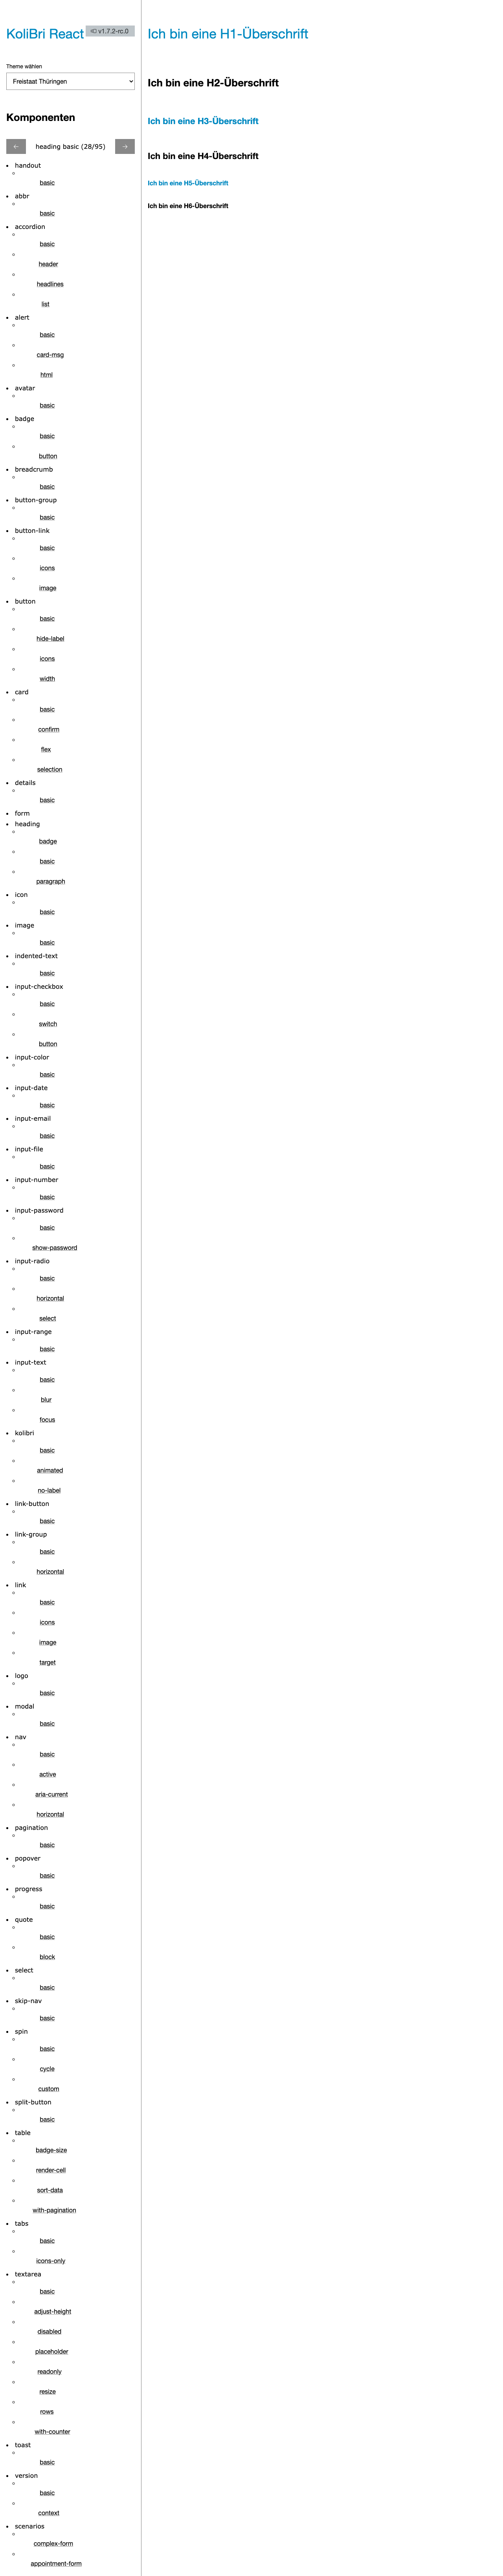 KoliBri React
v1.7.2-rc.0
Theme wählen
Freistaat Thüringen
Komponenten
← heading basic (28/95) →
handout
basic
abbr
basic
accordion
basic
header
headlines
list
alert
basic
card-msg
html
avatar
basic
badge
basic
button
breadcrumb
basic
button-group
basic
button-link
basic
icons
image
button
basic
hide-label
icons
width
card
basic
confirm
flex
selection
details
basic
form
heading
badge
basic
paragraph
icon
basic
image
basic
indented-text
basic
input-checkbox
basic
switch
button
input-color
basic
input-date
basic
input-email
basic
input-file
basic
input-number
basic
input-password
basic
show-password
input-radio
basic
horizontal
select
input-range
basic
input-text
basic
blur
focus
kolibri
basic
animated
no-label
link-button
basic
link-group
basic
horizontal
link
basic
icons
image
target
logo
basic
modal
basic
nav
basic
active
aria-current
horizontal
pagination
basic
popover
basic
progress
basic
quote
basic
block
select
basic
skip-nav
basic
spin
basic
cycle
custom
split-button
basic
table
badge-size
render-cell
sort-data
with-pagination
tabs
basic
icons-only
textarea
basic
adjust-height
disabled
placeholder
readonly
resize
rows
with-counter
toast
basic
version
basic
context
scenarios
complex-form
appointment-form
Ich bin eine H1-Überschrift
Ich bin eine H2-Überschrift
Ich bin eine H3-Überschrift
Ich bin eine H4-Überschrift
Ich bin eine H5-Überschrift
Ich bin eine H6-Überschrift